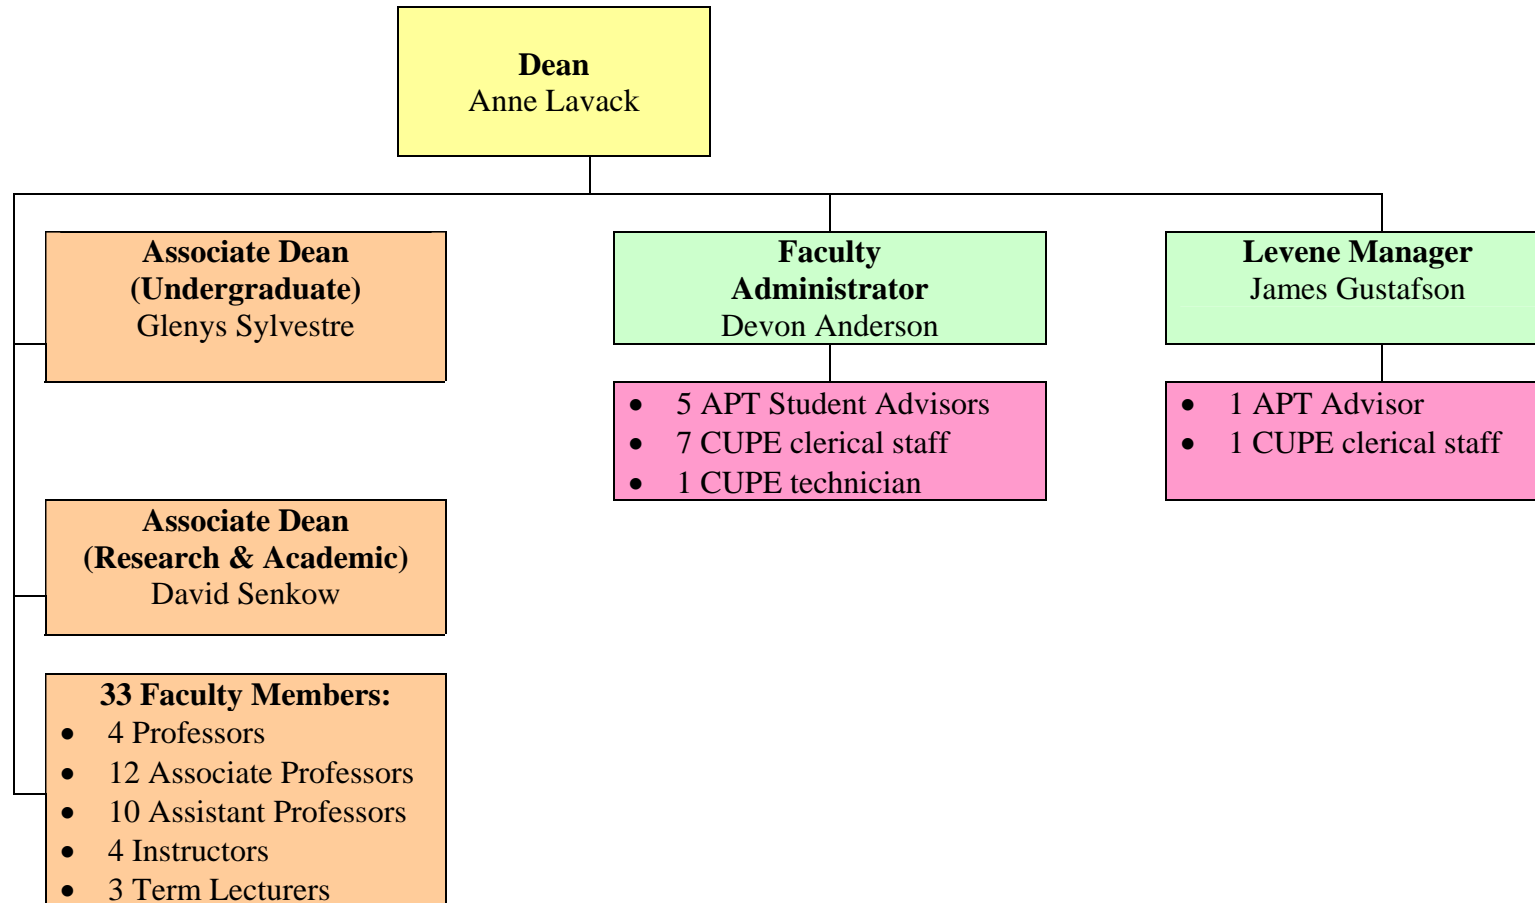 Dean
Anne Lavack
Associate Dean
(Undergraduate)
Glenys Sylvestre
Faculty
Administrator
Devon Anderson
Levene Manager
James Gustafson
• 5 APT Student Advisors
• 7 CUPE clerical staff
• 1 CUPE technician
• 1 APT Advisor
• 1 CUPE clerical staff
Associate Dean
(Research & Academic)
David Senkow
33 Faculty Members:
• 4 Professors
• 12 Associate Professors
• 10 Assistant Professors
• 4 Instructors
• 3 Term Lecturers